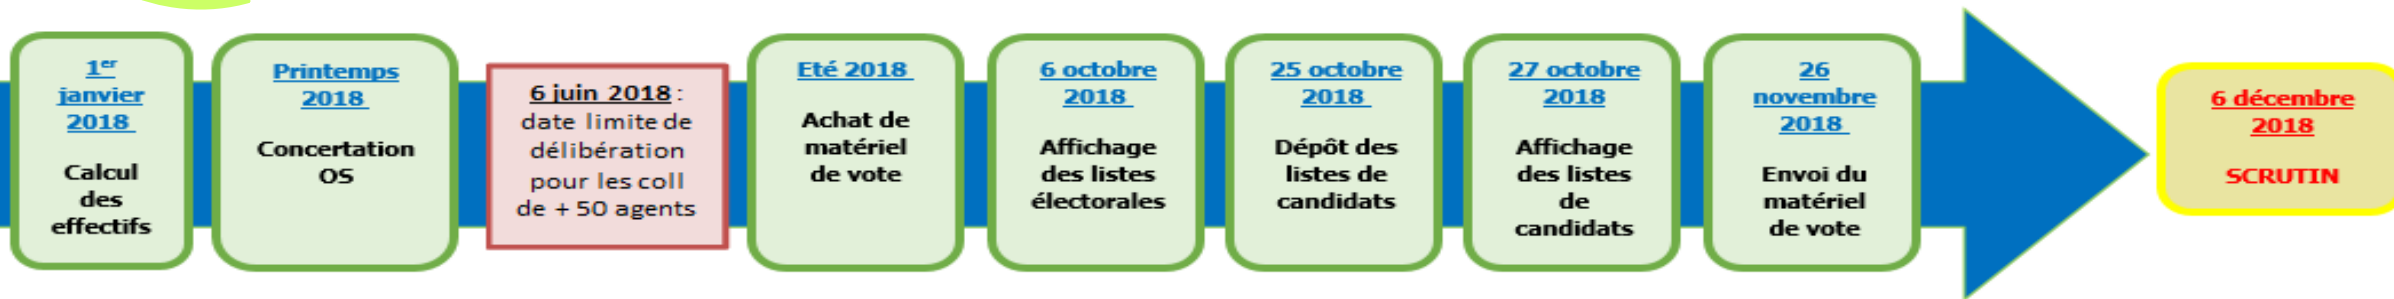 1er
janvier
2018
Calcul
des
effectifs
Printemps
2018
Concertation
OS
6 juin 2018 :
date limite de
délibération
pour les coll
de + 50 agents
Eté 2018
Achat de
matériel
de vote
6 octobre
2018
Affichage
des listes
électorales
25 octobre
2018
Dépôt des
listes de
candidats
27 octobre
2018
Affichage
des listes
de
candidats
26
novembre
2018
Envoi du
matériel
de vote
6 décembre
2018
SCRUTIN